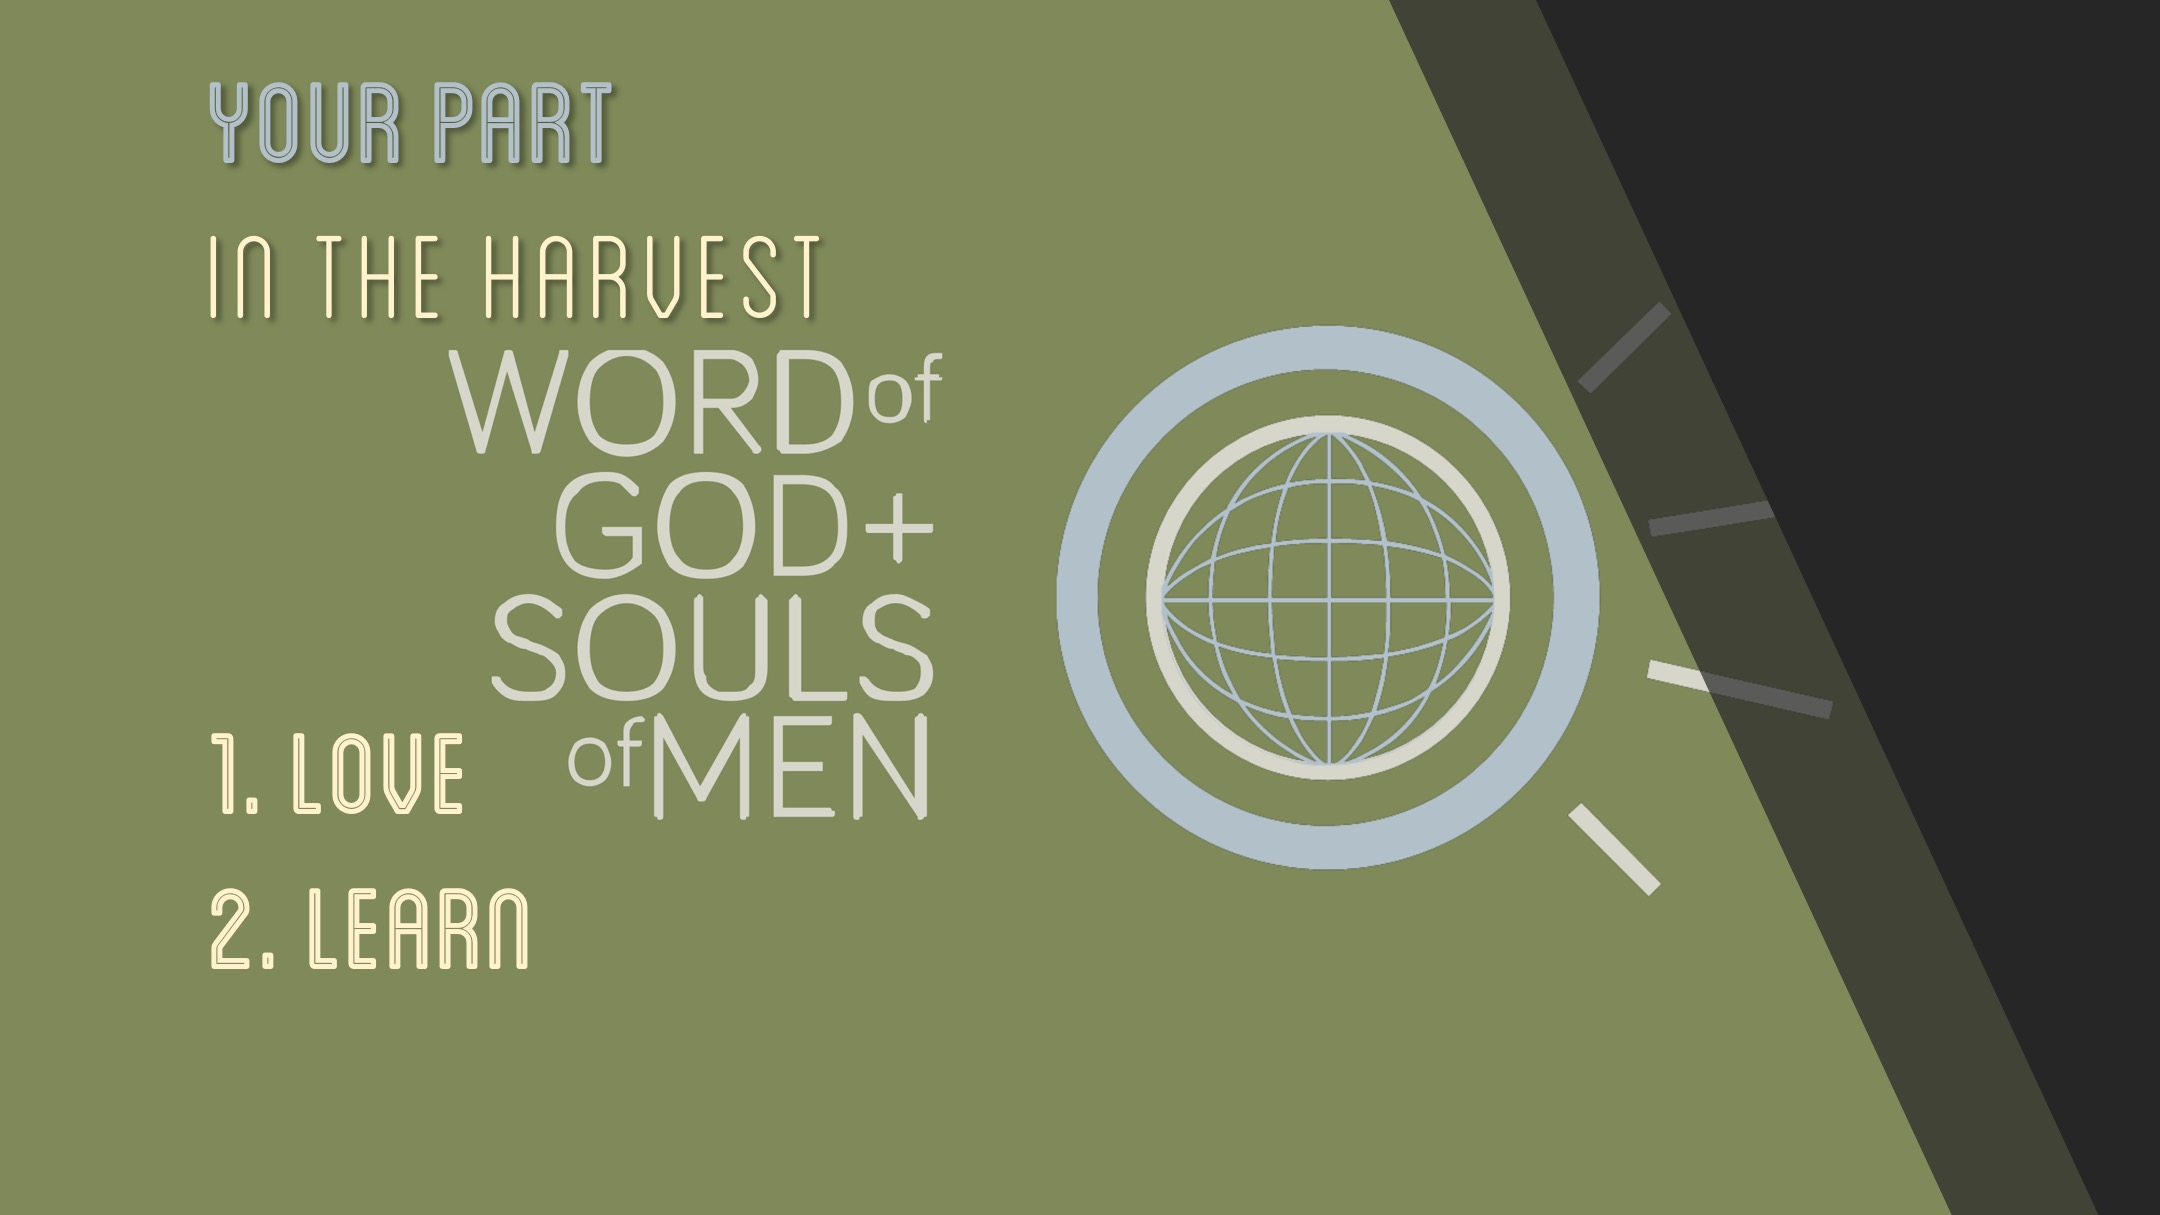 YOUR PART
IN THE HARVEST
WORD of
GOD +
SOULS
of MEN
1. LOVE
2. LEARN